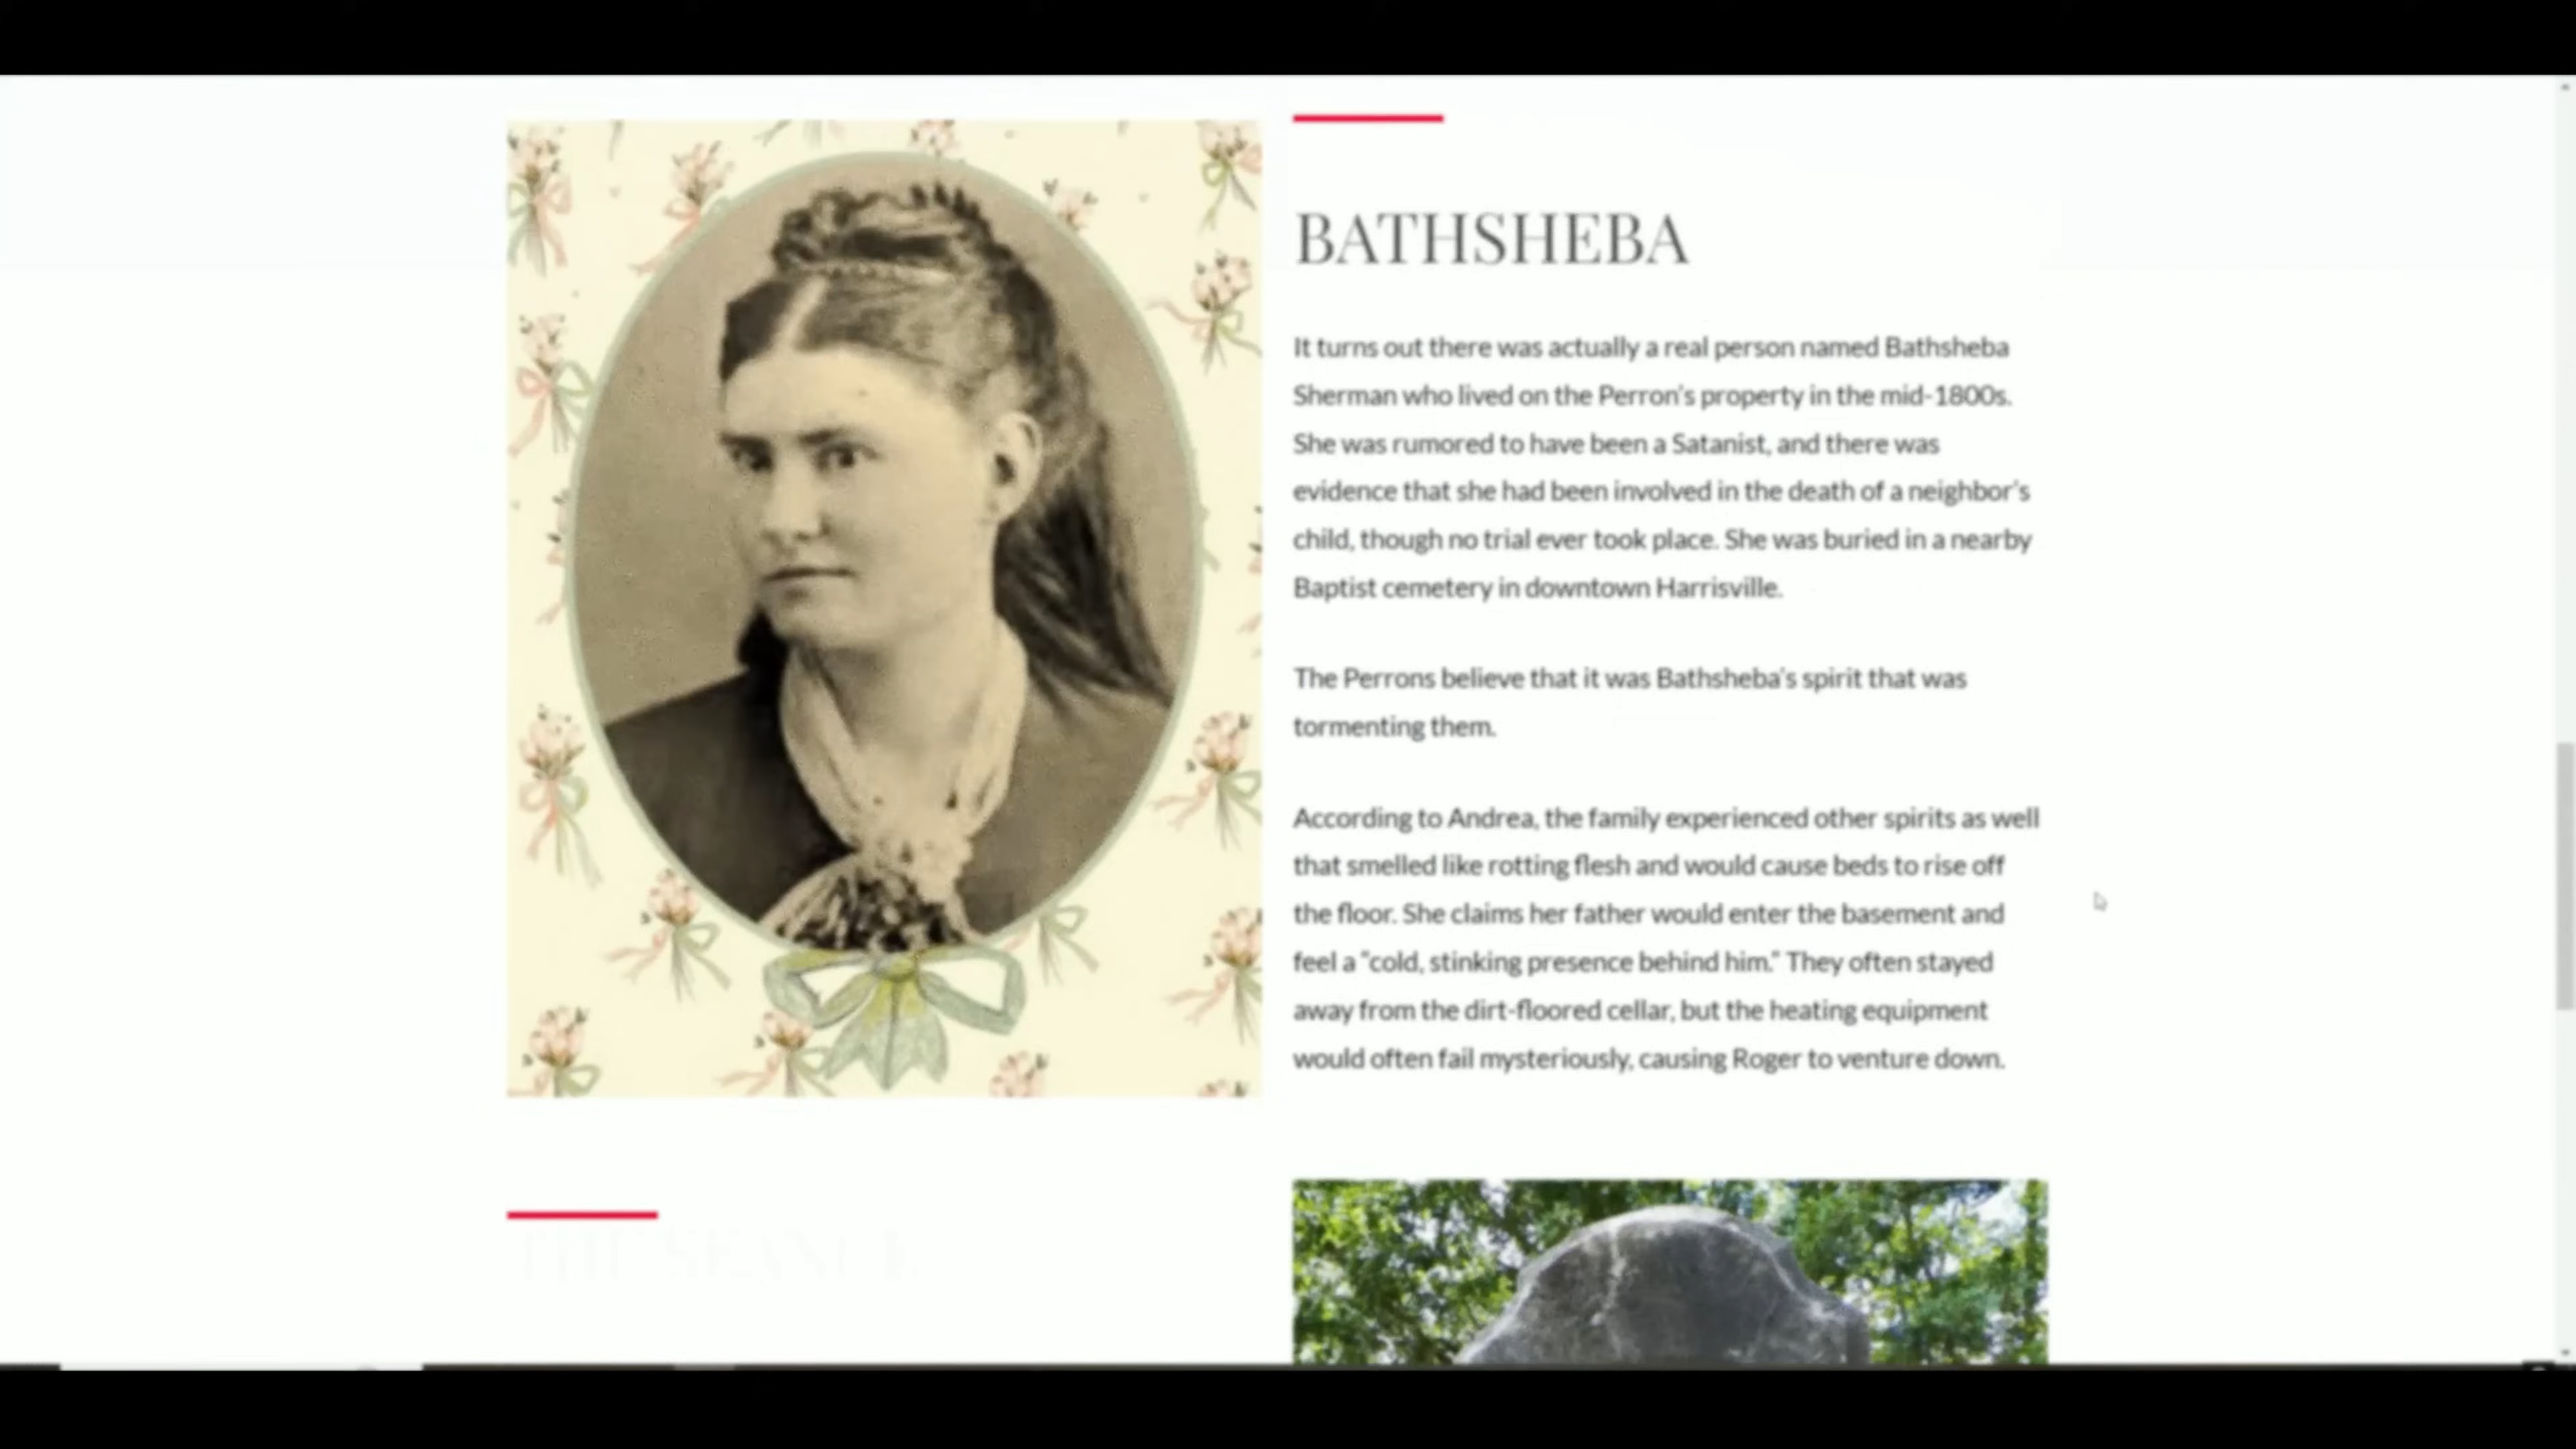 BATHSHEBA
It turns out there was actually a real person named Bathsheba
Sherman who lived on the Perron's property in the mid-1800s.
She was rumored to have been a Satanist, and there was
evidence that she had been involved in the death of a neighbor's
child, though no trial ever took place. She was buried in a nearby
Baptist cemetery in downtown Harrisville.
The Perrons believe that it was Bathsheba's spirit that was
tormenting them.
According to Andrea, the family experienced other spirits as well
that smelled like rotting flesh and would cause beds to rise off
the floor. She claims her father would enter the basement and
feel a "cold, stinking presence behind him." They often stayed
away from the dirt-floored cellar, but the heating equipment
would often fail mysteriously, causing Roger to venture down.